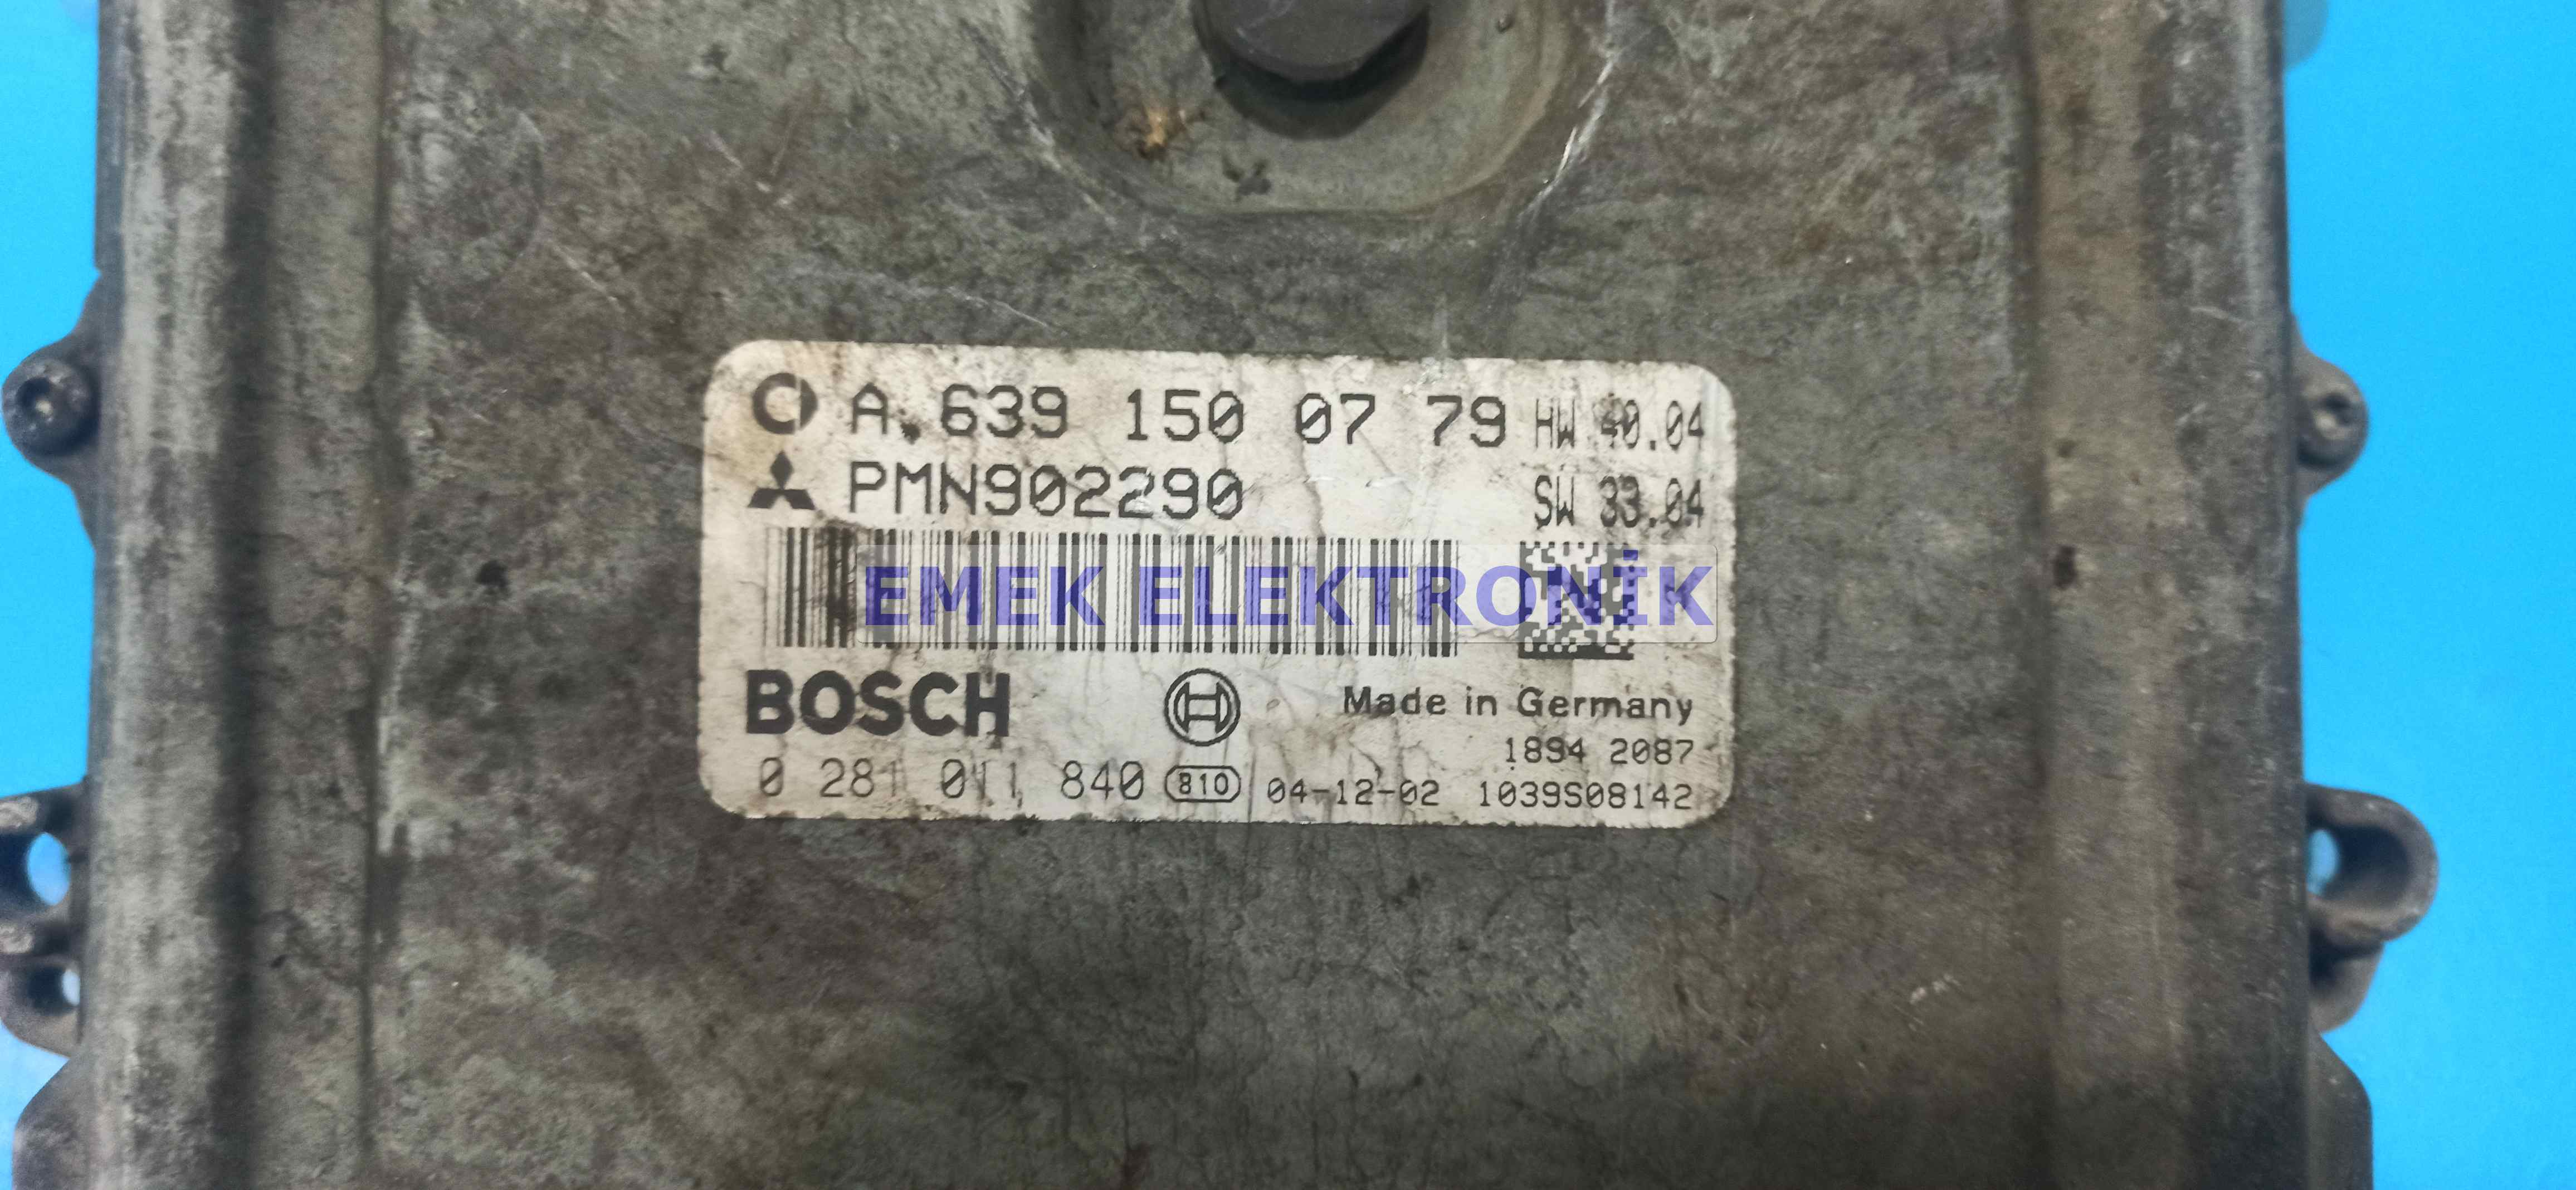 A.639 150 07 79 HW 40.04
PMN902290 SW 33.04
EMEK ELEKTRONİK
BOSCH Made in Germany
1894 2087
0 281 011 840 810 04-12-02 1039S08142